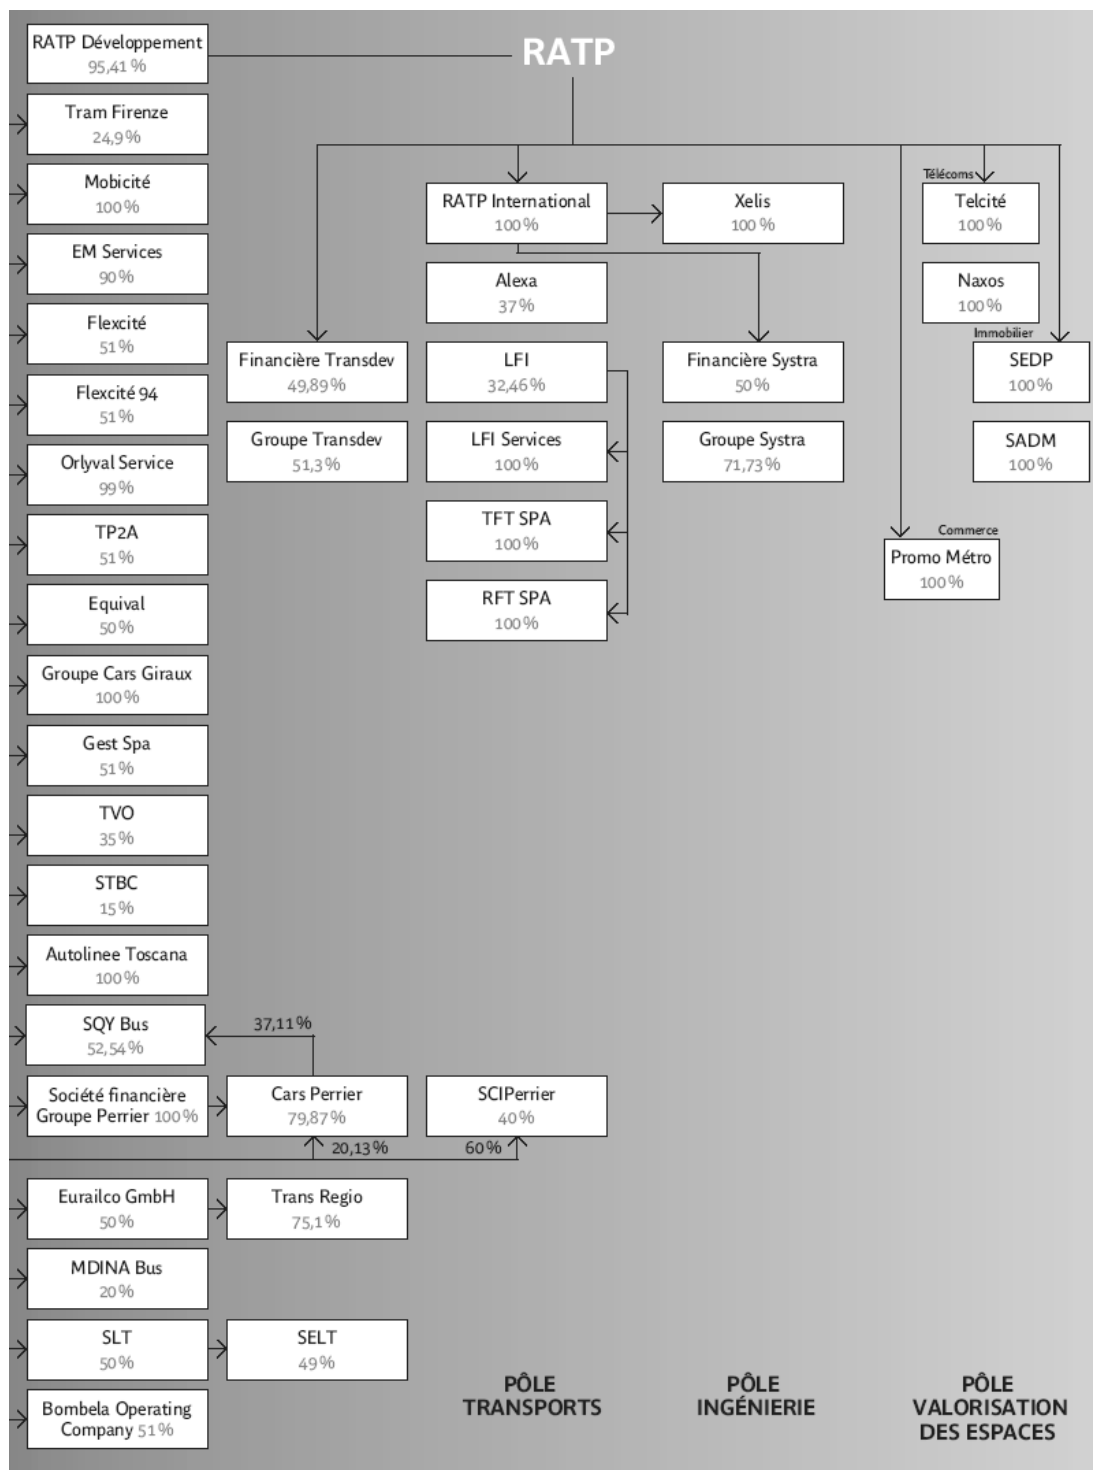 RATP
RATP Développement
95,41 %
Tram Firenze
24,9 %
Mobicité
100 %
EM Services
90 %
Flexcité
51 %
Flexcité 94
51 %
Orlyval Service
99 %
TP2A
51 %
Equival
50 %
Groupe Cars Giraux
100 %
Gest Spa
51 %
TVO
35 %
STBC
15 %
Autolinee Toscana
100 %
SQY Bus
52,54 %
37,11 %
Société financière
Groupe Perrier 100 %
Cars Perrier
79,87 %
SCIPerrier
40 %
20,13 %
60 %
Eurailco GmbH
50 %
Trans Regio
75,1 %
MDINA Bus
20 %
SLT
50 %
SELT
49 %
Bombela Operating
Company 51 %
Financière Transdev
49,89 %
Groupe Transdev
51,3 %
RATP International
100 %
Alexa
37 %
LFI
32,46 %
LFI Services
100 %
TFT SPA
100 %
RFT SPA
100 %
Xelis
100 %
Financière Systra
50 %
Groupe Systra
71,73 %
Télécoms
Telcité
100 %
Naxos
100 %
Immobilier
SEDP
100 %
SADM
100 %
Commerce
Promo Métro
100 %
PÔLE
TRANSPORTS
PÔLE
INGÉNIERIE
PÔLE
VALORISATION
DES ESPACES